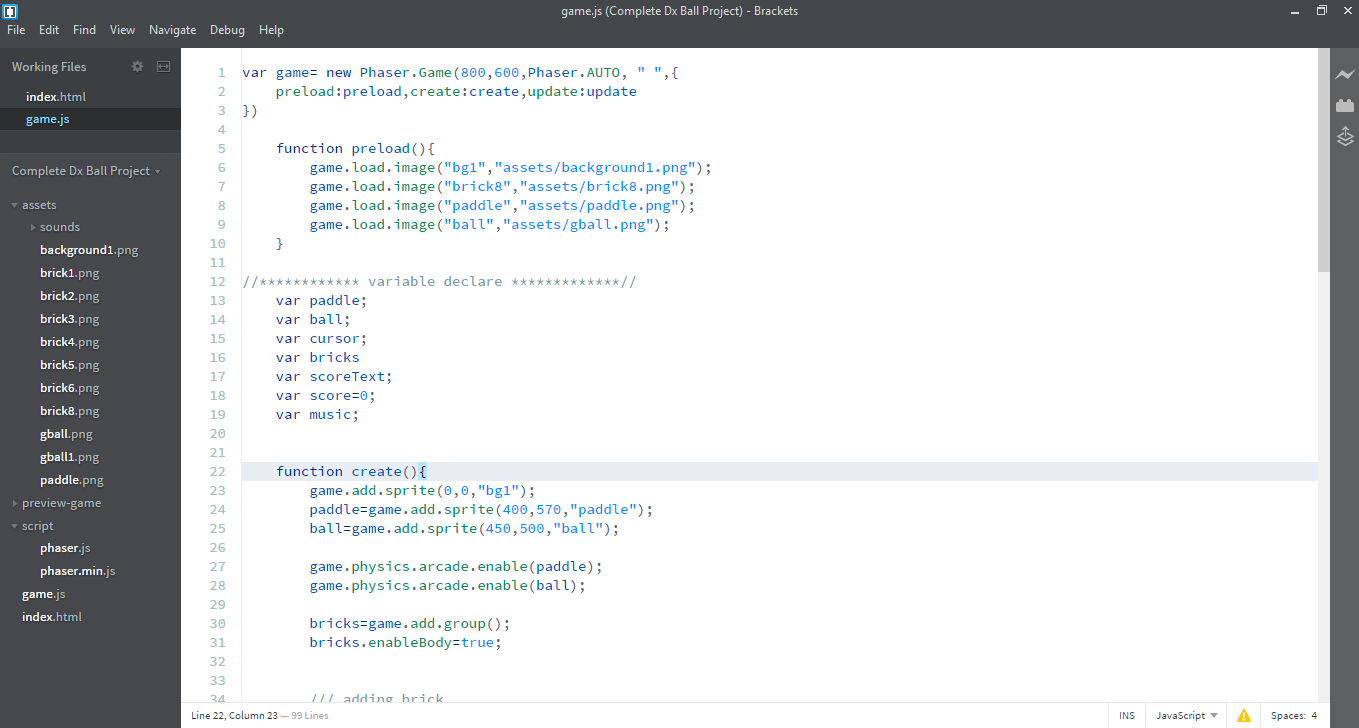 game.js (Complete Dx Ball Project) - Brackets
File Edit Find View Navigate Debug Help
Working Files
index.html
game.js
Complete Dx Ball Project
assets
sounds
background1.png
brick1.png
brick2.png
brick3.png
brick4.png
brick5.png
brick6.png
brick8.png
gball.png
gball1.png
paddle.png
preview-game
script
phaser.js
phaser.min.js
game.js
index.html
1 var game= new Phaser.Game(800,600,Phaser.AUTO, " ",{
2     preload:preload,create:create,update:update
3 })
4
5     function preload(){
6         game.load.image("bg1","assets/background1.png");
7         game.load.image("brick8","assets/brick8.png");
8         game.load.image("paddle","assets/paddle.png");
9         game.load.image("ball","assets/gball.png");
10     }
11
12 //************ variable declare *************//
13     var paddle;
14     var ball;
15     var cursor;
16     var bricks
17     var scoreText;
18     var score=0;
19     var music;
20
21
22     function create(){
23         game.add.sprite(0,0,"bg1");
24         paddle=game.add.sprite(400,570,"paddle");
25         ball=game.add.sprite(450,500,"ball");
26
27         game.physics.arcade.enable(paddle);
28         game.physics.arcade.enable(ball);
29
30         bricks=game.add.group();
31         bricks.enableBody=true;
32
33
34         /// adding brick
Line 22, Column 23 — 99 Lines
INS JavaScript Spaces: 4